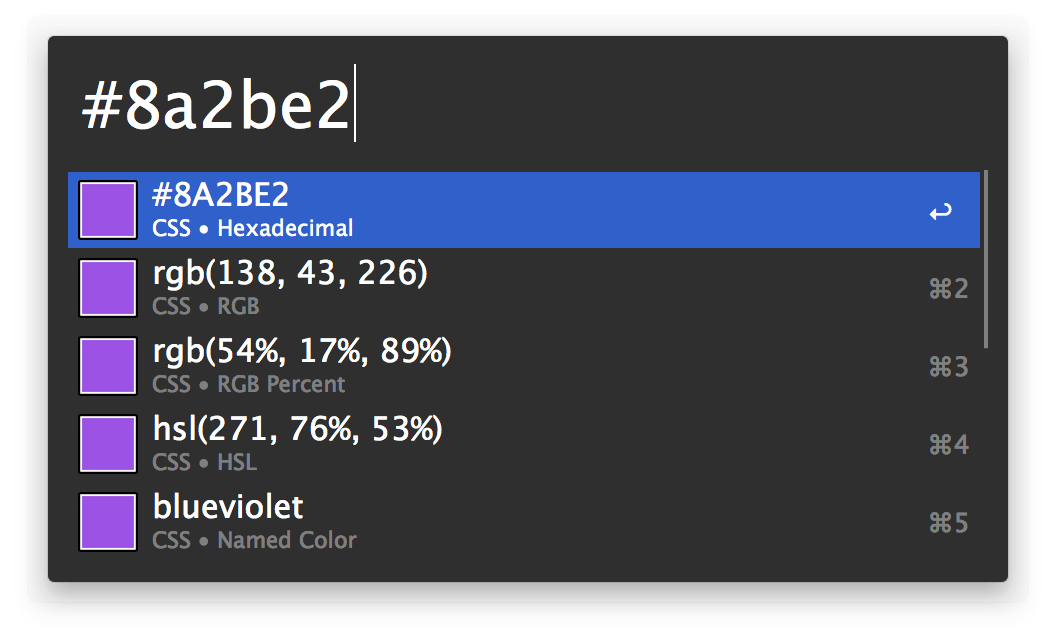 #8a2be2
#8A2BE2
CSS • Hexadecimal
↩
rgb(138, 43, 226)
CSS • RGB
⌘2
rgb(54%, 17%, 89%)
CSS • RGB Percent
⌘3
hsl(271, 76%, 53%)
CSS • HSL
⌘4
blueviolet
CSS • Named Color
⌘5